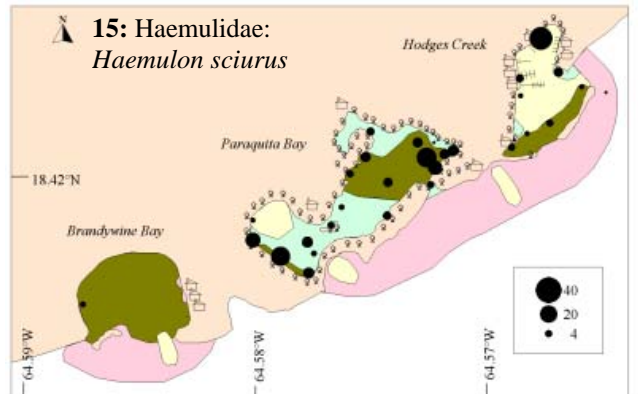 N
15: Haemulidae:
Haemulon sciurus
Hodges Creek
Paraquita Bay
18.42°N
Brandywine Bay
40
20
4
64.59°W
64.58°W
64.57°W